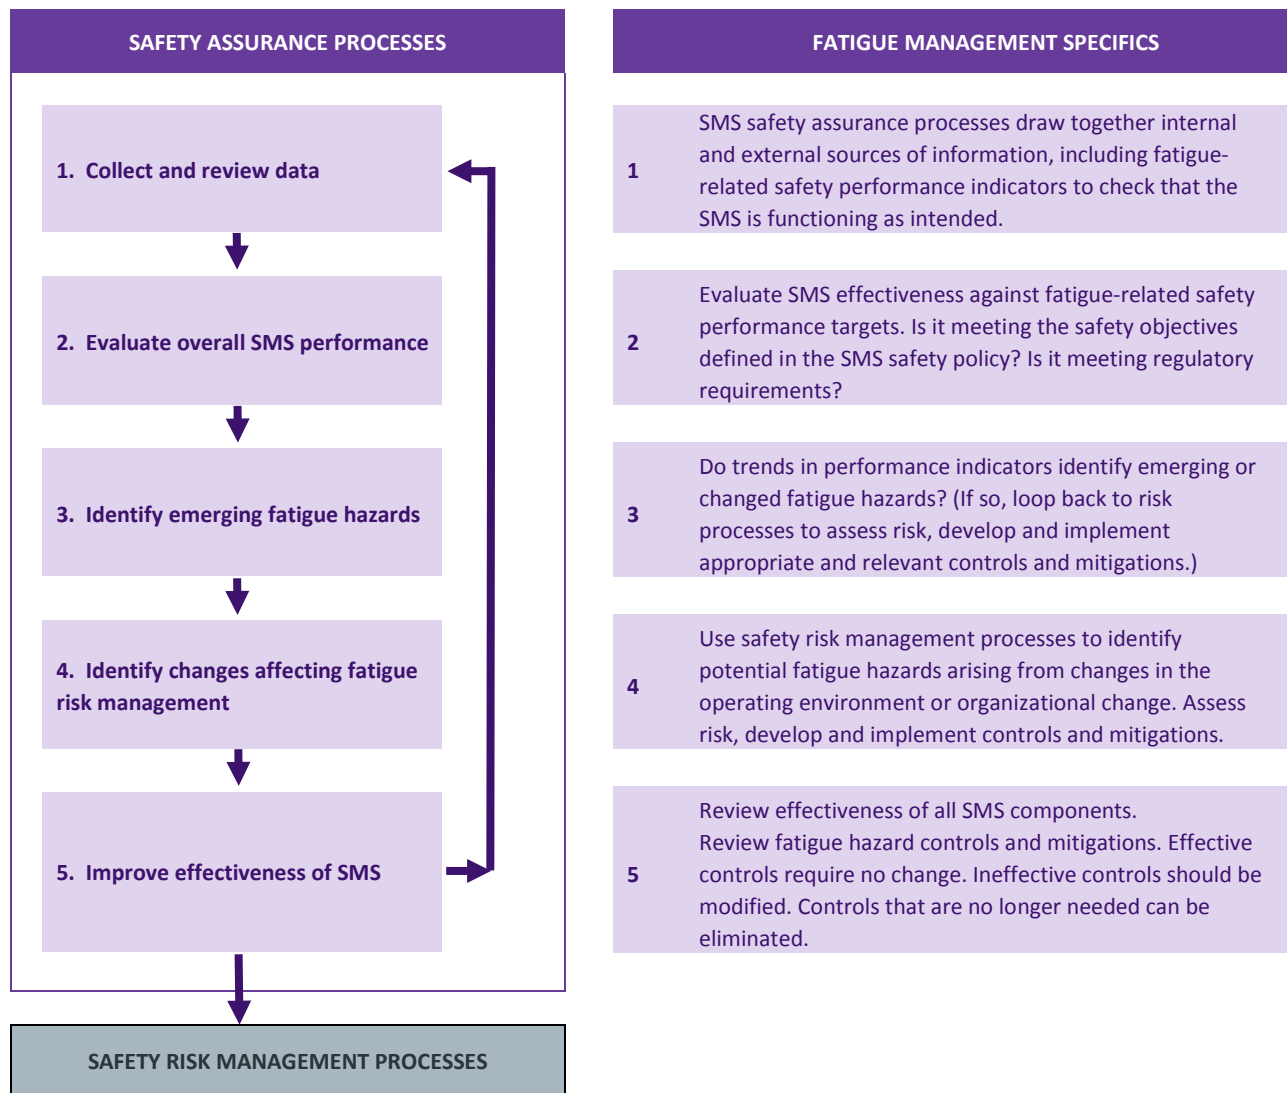 SAFETY ASSURANCE PROCESSES
1. Collect and review data
2. Evaluate overall SMS performance
3. Identify emerging fatigue hazards
4. Identify changes affecting fatigue
risk management
5. Improve effectiveness of SMS
SAFETY RISK MANAGEMENT PROCESSES
FATIGUE MANAGEMENT SPECIFICS
1
SMS safety assurance processes draw together internal
and external sources of information, including fatigue-
related safety performance indicators to check that the
SMS is functioning as intended.
2
Evaluate SMS effectiveness against fatigue-related safety
performance targets. Is it meeting the safety objectives
defined in the SMS safety policy? Is it meeting regulatory
requirements?
3
Do trends in performance indicators identify emerging or
changed fatigue hazards? (If so, loop back to risk
processes to assess risk, develop and implement
appropriate and relevant controls and mitigations.)
4
Use safety risk management processes to identify
potential fatigue hazards arising from changes in the
operating environment or organizational change. Assess
risk, develop and implement controls and mitigations.
5
Review effectiveness of all SMS components.
Review fatigue hazard controls and mitigations. Effective
controls require no change. Ineffective controls should be
modified. Controls that are no longer needed can be
eliminated.